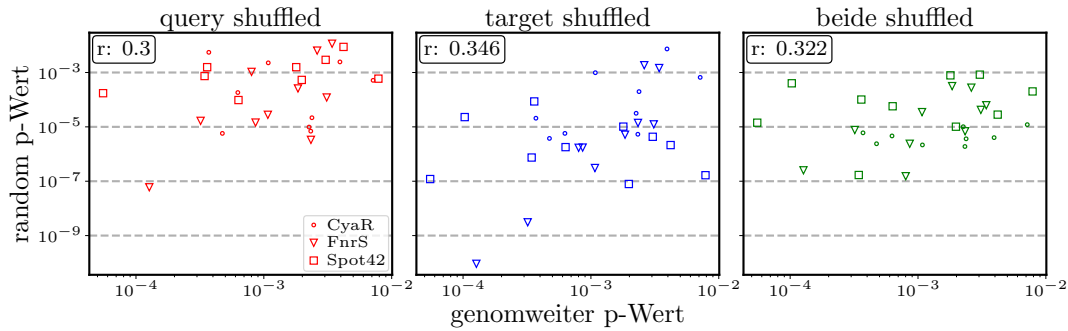 query shuffled
target shuffled
beide shuffled
r: 0.3
r: 0.346
r: 0.322
random p-Wert
10⁻³
10⁻⁵
10⁻⁷
10⁻⁹
CyaR
FnrS
Spot42
10⁻⁴ 10⁻³ 10⁻²
10⁻⁴ 10⁻³ 10⁻²
10⁻⁴ 10⁻³ 10⁻²
genomweiter p-Wert